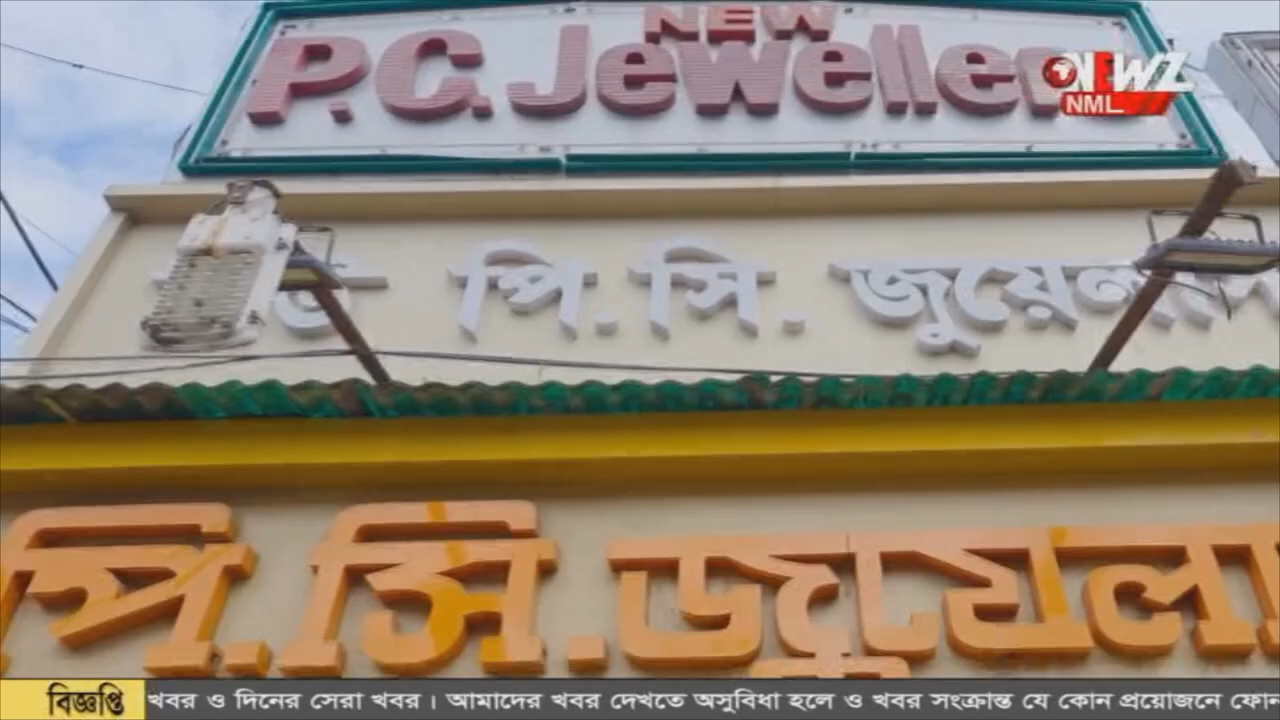 NEW
P.C. Jeweller
NEWZ
NML
পি. সি. জুয়েলা
পি.সি.জুয়েলা
বিজ্ঞপ্তি
খবর ও দিনের সেরা খবর। আমাদের খবর দেখতে অসুবিধা হলে ও খবর সংক্রান্ত যে কোন প্রয়োজনে ফোন